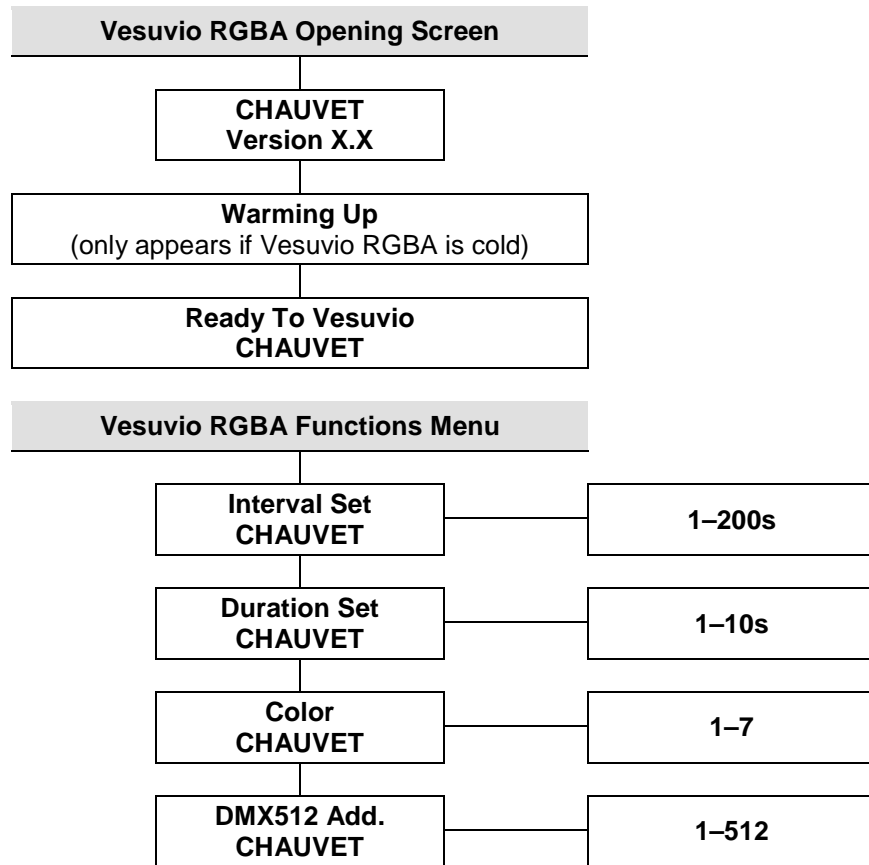 Vesuvio RGBA Opening Screen
CHAUVET
Version X.X
Warming Up
(only appears if Vesuvio RGBA is cold)
Ready To Vesuvio
CHAUVET
Vesuvio RGBA Functions Menu
Interval Set
CHAUVET
1–200s
Duration Set
CHAUVET
1–10s
Color
CHAUVET
1–7
DMX512 Add.
CHAUVET
1–512